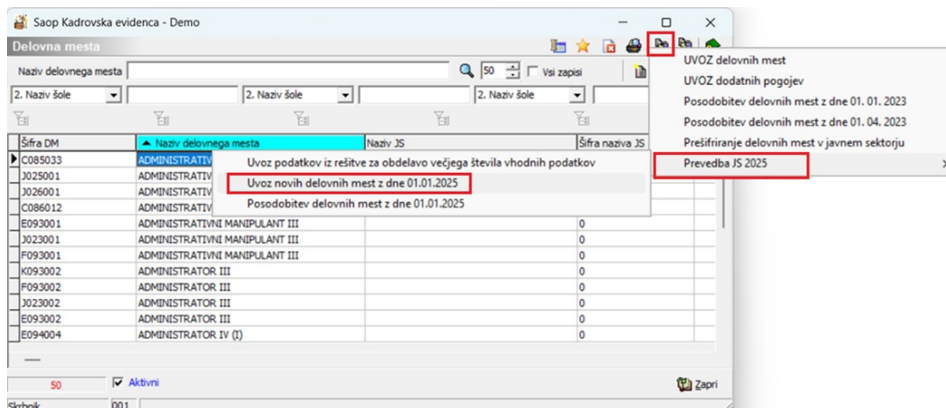 Saop Kadrovska evidenca - Demo
Delovna mesta
Naziv delovnega mesta 50 Vsi zapisi
2. Naziv šole 2. Naziv šole 2. Naziv šole
UVOZ delovnih mest
UVOZ dodatnih pogojev
Posodobitev delovnih mest z dne 01. 01. 2023
Posodobitev delovnih mest z dne 01. 04. 2023
Prešifriranje delovnih mest v javnem sektorju
Prevedba JS 2025
Uvoz podatkov iz rešitve za obdelavo večjega števila vhodnih podatkov
Uvoz novih delovnih mest z dne 01.01.2025
Posodobitev delovnih mest z dne 01.01.2025
Šifra DM Naziv delovnega mesta Naziv JS Šifra naziva JS
C085033 ADMINISTRATIV
J025001 ADMINISTRATIV
J026001 ADMINISTRATIV
C086012 ADMINISTRATIV
E093001 ADMINISTRATIVNI MANIPULANT III 0
J023001 ADMINISTRATIVNI MANIPULANT III 0
F093001 ADMINISTRATIVNI MANIPULANT III 0
K093002 ADMINISTRATOR III 0
F093002 ADMINISTRATOR III 0
J023002 ADMINISTRATOR III 0
E093002 ADMINISTRATOR III 0
E094004 ADMINISTRATOR IV (I) 0
50 Aktivni Zapri
Skrbnik 001